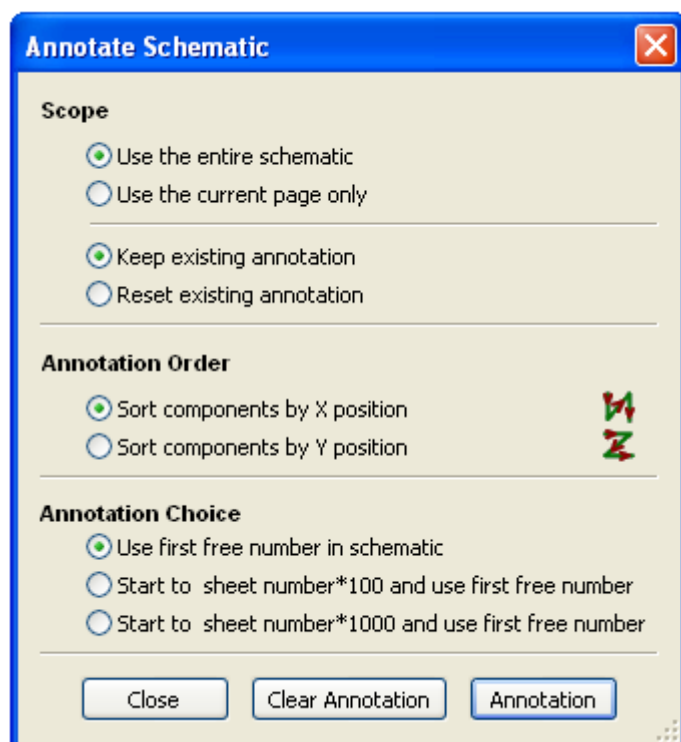 Annotate Schematic
Scope
Use the entire schematic
Use the current page only
Keep existing annotation
Reset existing annotation
Annotation Order
Sort components by X position
Sort components by Y position
Annotation Choice
Use first free number in schematic
Start to  sheet number*100 and use first free number
Start to  sheet number*1000 and use first free number
Close Clear Annotation Annotation